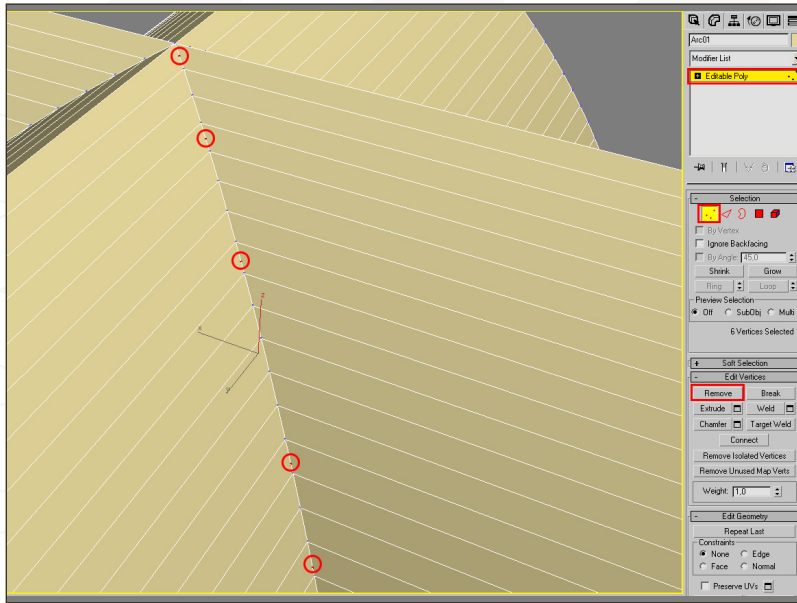 Arc01
Modifier List
Editable Poly
- Selection
By Vertex
Ignore Backfacing
By Angle: 45,0
Shrink Grow
Ring Loop
Preview Selection
Off SubObj Multi
6 Vertices Selected
+ Soft Selection
- Edit Vertices
Remove Break
Extrude Weld
Chamfer Target Weld
Connect
Remove Isolated Vertices
Remove Unused Map Verts
Weight: 1,0
- Edit Geometry
Repeat Last
Constraints
None Edge
Face Normal
Preserve UVs
z
x
y